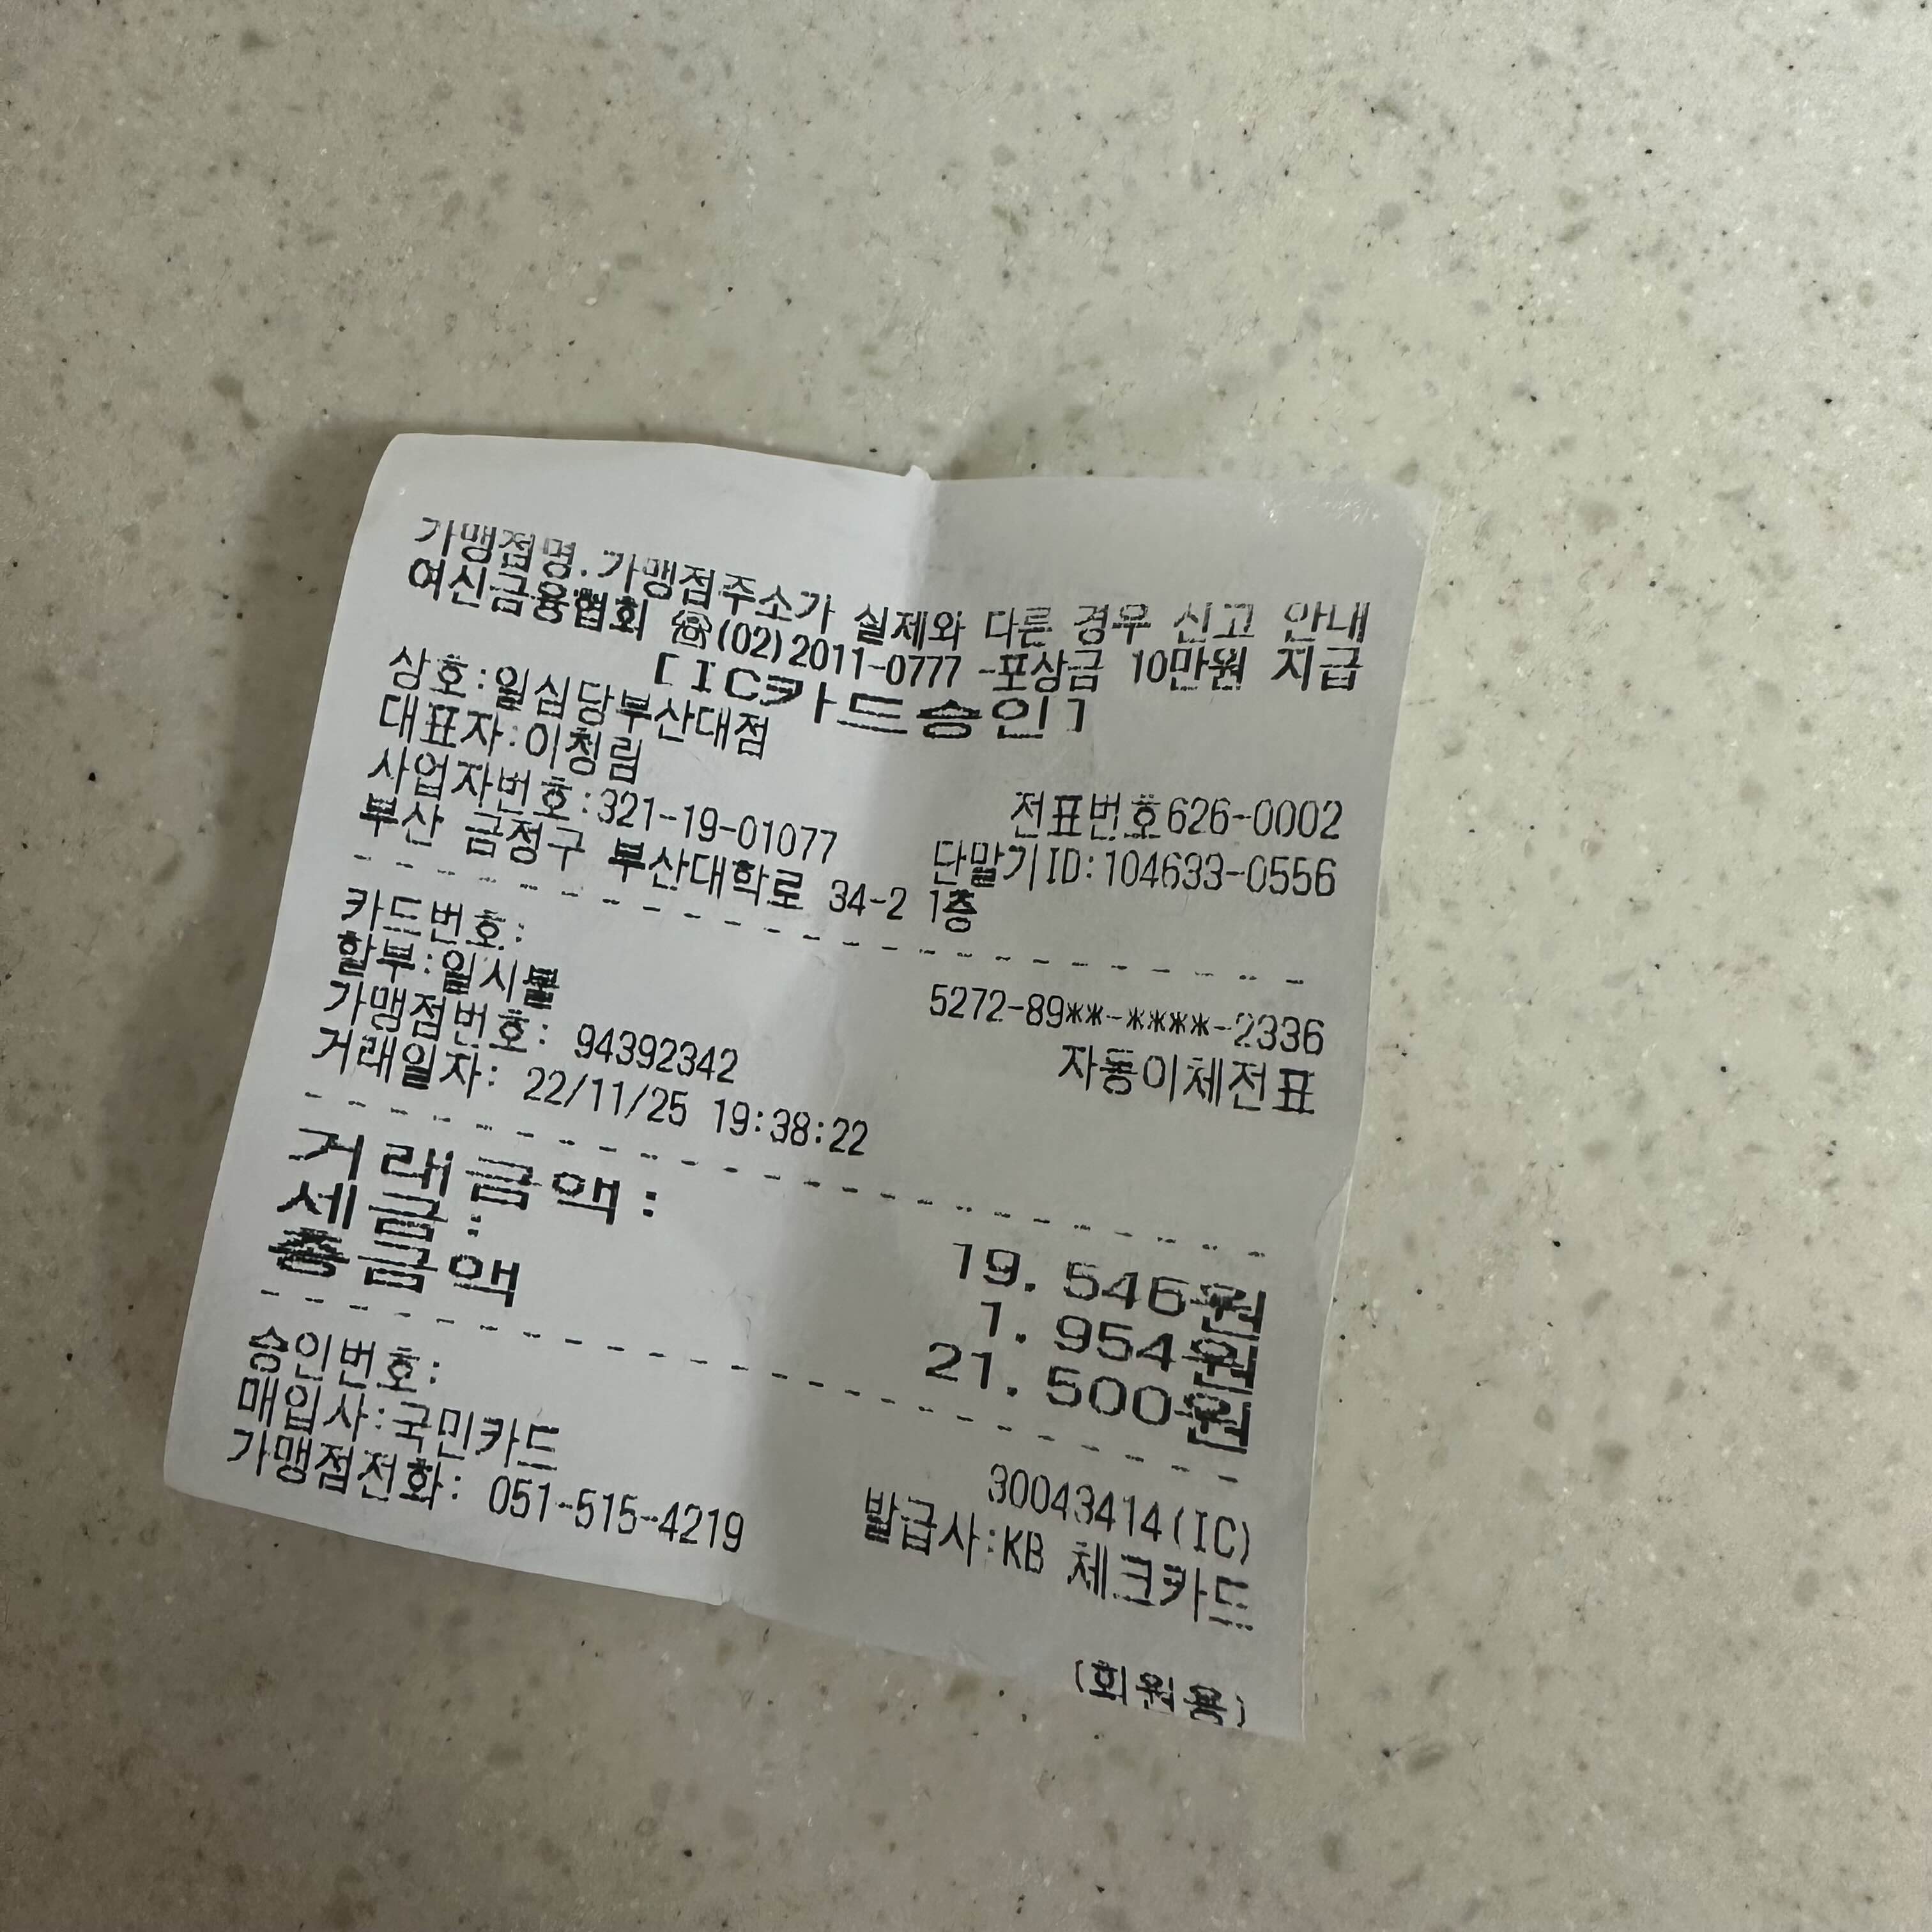 가맹점명.가맹점주소가 실제와 다른 경우 신고 안내
여신금융협회 ☏(02)2011-0777 -포상금 10만원 지급
[IC카드승인]
상호:일심당부산대점
대표자:이청림 전표번호626-0002
사업자번호:321-19-01077 단말기ID:104633-0556
부산 금정구 부산대학로 34-2 1층
카드번호: 5272-89**-****-2336
할부:일시불 자동이체전표
가맹점번호: 94392342
거래일자: 22/11/25 19:38:22
거래금액: 19.546원
세금: 1.954원
총금액 21.500원
승인번호: 30043414(IC)
매입사:국민카드 발급사:KB 체크카드
가맹점전화: 051-515-4219
(회원용)